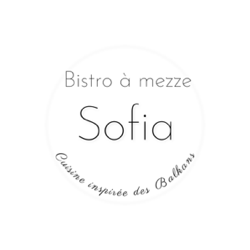 Bistro à mezze
Sofia
Cuisine inspirée des Balkans